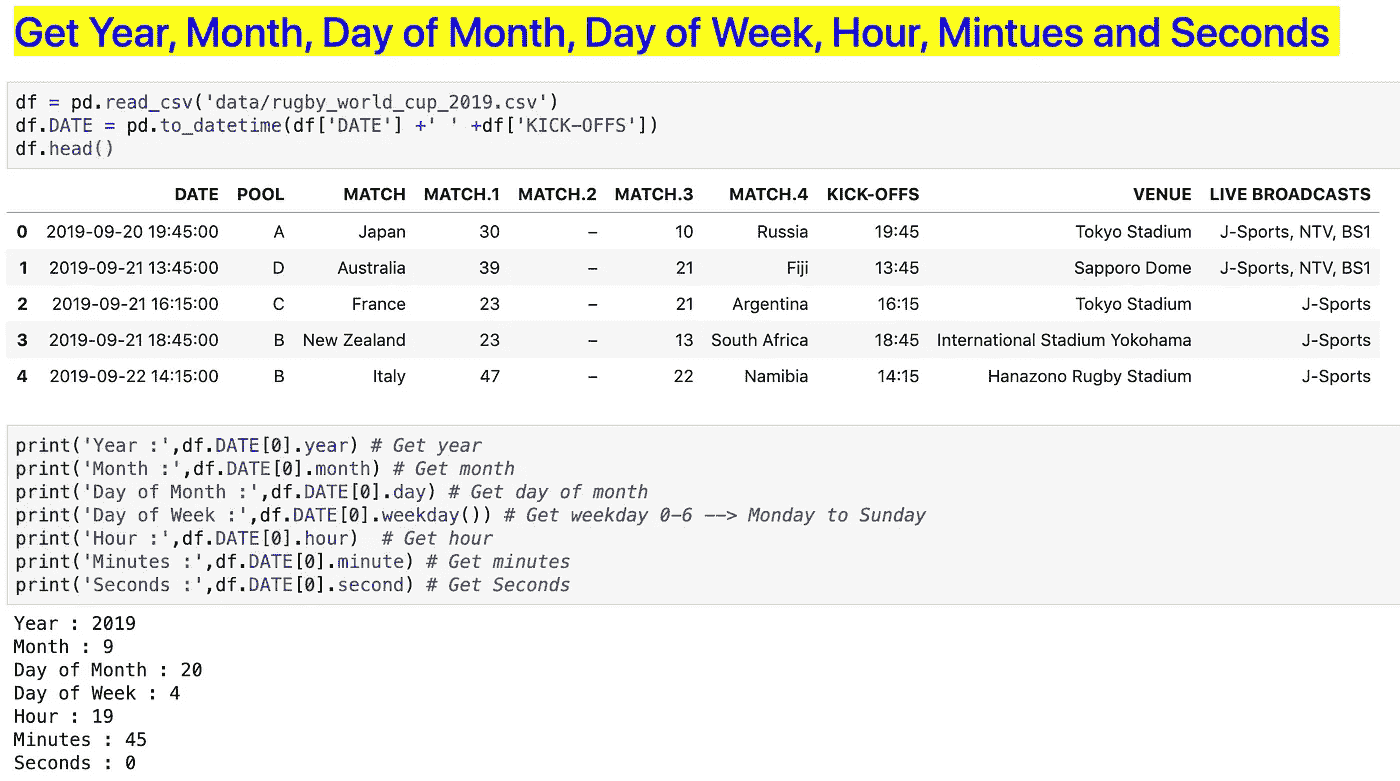 Get Year, Month, Day of Month, Day of Week, Hour, Mintues and Seconds
df = pd.read_csv('data/rugby_world_cup_2019.csv')
df.DATE = pd.to_datetime(df['DATE'] +' ' +df['KICK-OFFS'])
df.head()
DATE POOL MATCH MATCH.1 MATCH.2 MATCH.3 MATCH.4 KICK-OFFS VENUE LIVE BROADCASTS
0 2019-09-20 19:45:00 A Japan 30 – 10 Russia 19:45 Tokyo Stadium J-Sports, NTV, BS1
1 2019-09-21 13:45:00 D Australia 39 – 21 Fiji 13:45 Sapporo Dome J-Sports, NTV, BS1
2 2019-09-21 16:15:00 C France 23 – 21 Argentina 16:15 Tokyo Stadium J-Sports
3 2019-09-21 18:45:00 B New Zealand 23 – 13 South Africa 18:45 International Stadium Yokohama J-Sports
4 2019-09-22 14:15:00 B Italy 47 – 22 Namibia 14:15 Hanazono Rugby Stadium J-Sports
print('Year :',df.DATE[0].year) # Get year
print('Month :',df.DATE[0].month) # Get month
print('Day of Month :',df.DATE[0].day) # Get day of month
print('Day of Week :',df.DATE[0].weekday()) # Get weekday 0-6 --> Monday to Sunday
print('Hour :',df.DATE[0].hour)  # Get hour
print('Minutes :',df.DATE[0].minute) # Get minutes
print('Seconds :',df.DATE[0].second) # Get Seconds
Year : 2019
Month : 9
Day of Month : 20
Day of Week : 4
Hour : 19
Minutes : 45
Seconds : 0